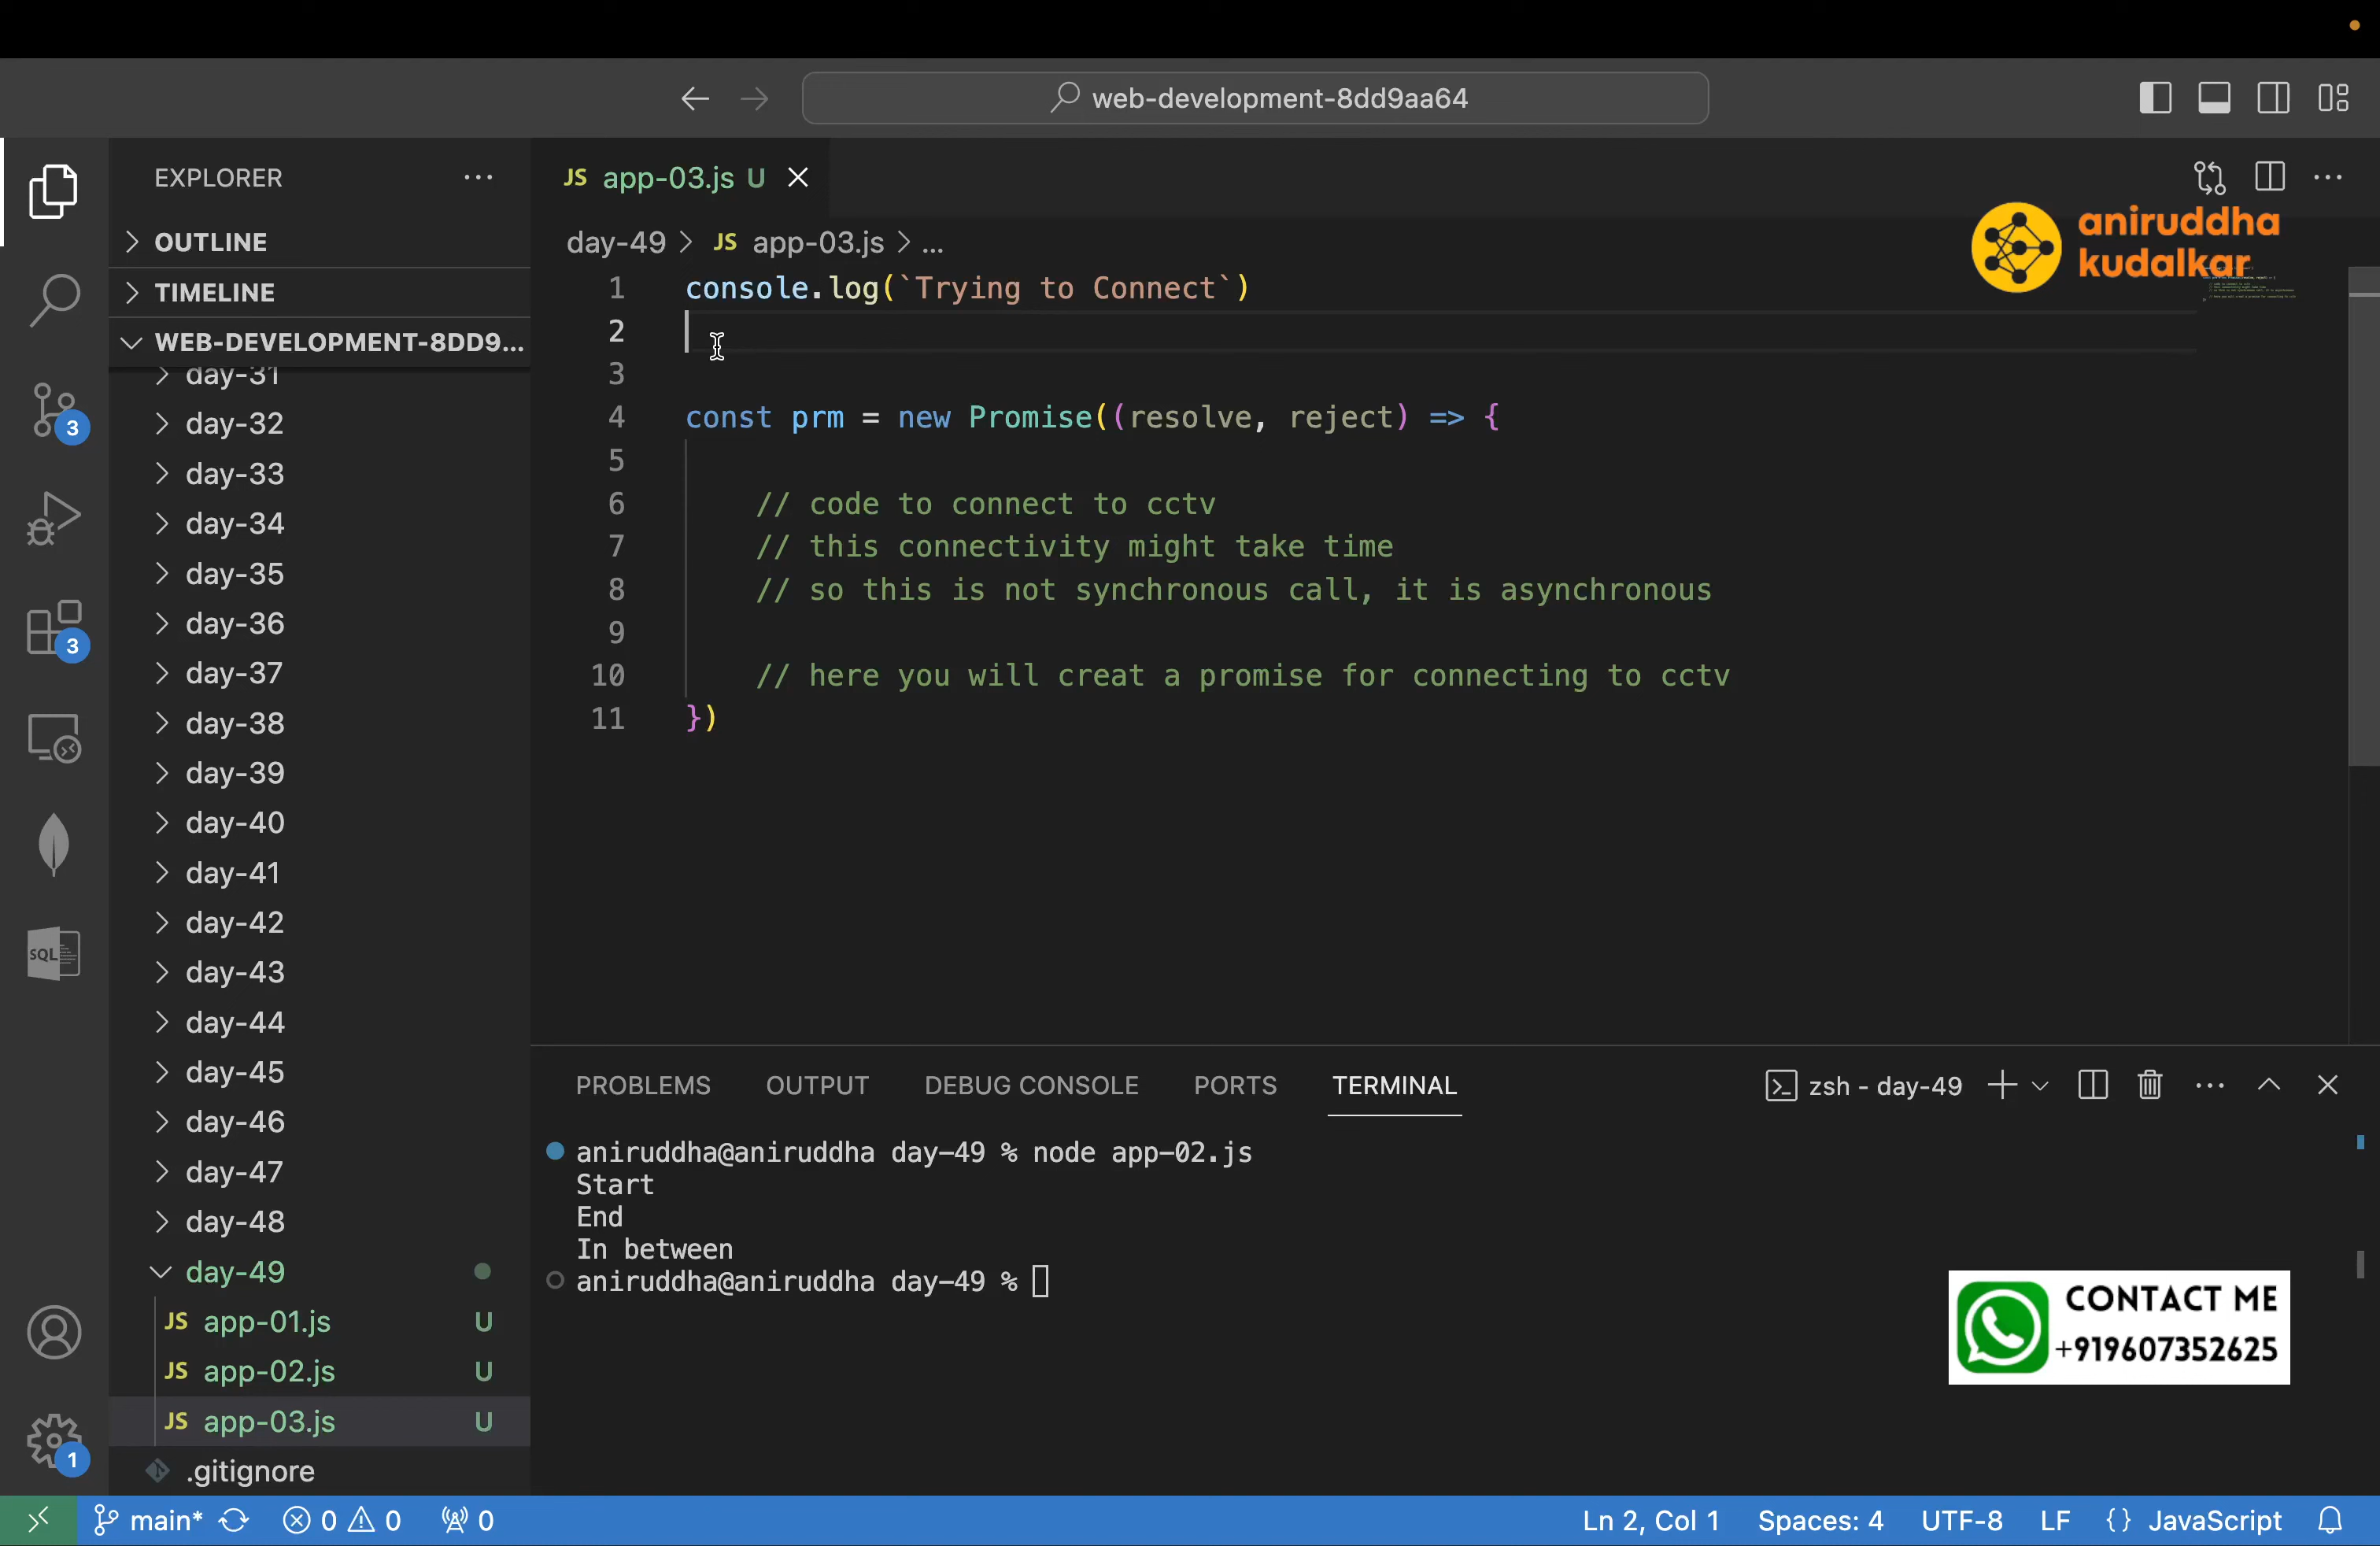 web-development-8dd9aa64
EXPLORER
OUTLINE
TIMELINE
WEB-DEVELOPMENT-8DD9...
day-31
day-32
day-33
day-34
day-35
day-36
day-37
day-38
day-39
day-40
day-41
day-42
day-43
day-44
day-45
day-46
day-47
day-48
day-49
JS app-01.js U
JS app-02.js U
JS app-03.js U
.gitignore
3
3
SQL
1
JS app-03.js U
aniruddha
kudalkar
day-49 > JS app-03.js > ...
1 console.log(`Trying to Connect`)
2
3
4 const prm = new Promise((resolve, reject) => {
5
6 // code to connect to cctv
7 // this connectivity might take time
8 // so this is not synchronous call, it is asynchronous
9
10 // here you will creat a promise for connecting to cctv
11 })
PROBLEMS OUTPUT DEBUG CONSOLE PORTS TERMINAL
zsh - day-49
aniruddha@aniruddha day-49 % node app-02.js
Start
End
In between
aniruddha@aniruddha day-49 %
CONTACT ME
+919607352625
main* 0 0 0
Ln 2, Col 1 Spaces: 4 UTF-8 LF {} JavaScript